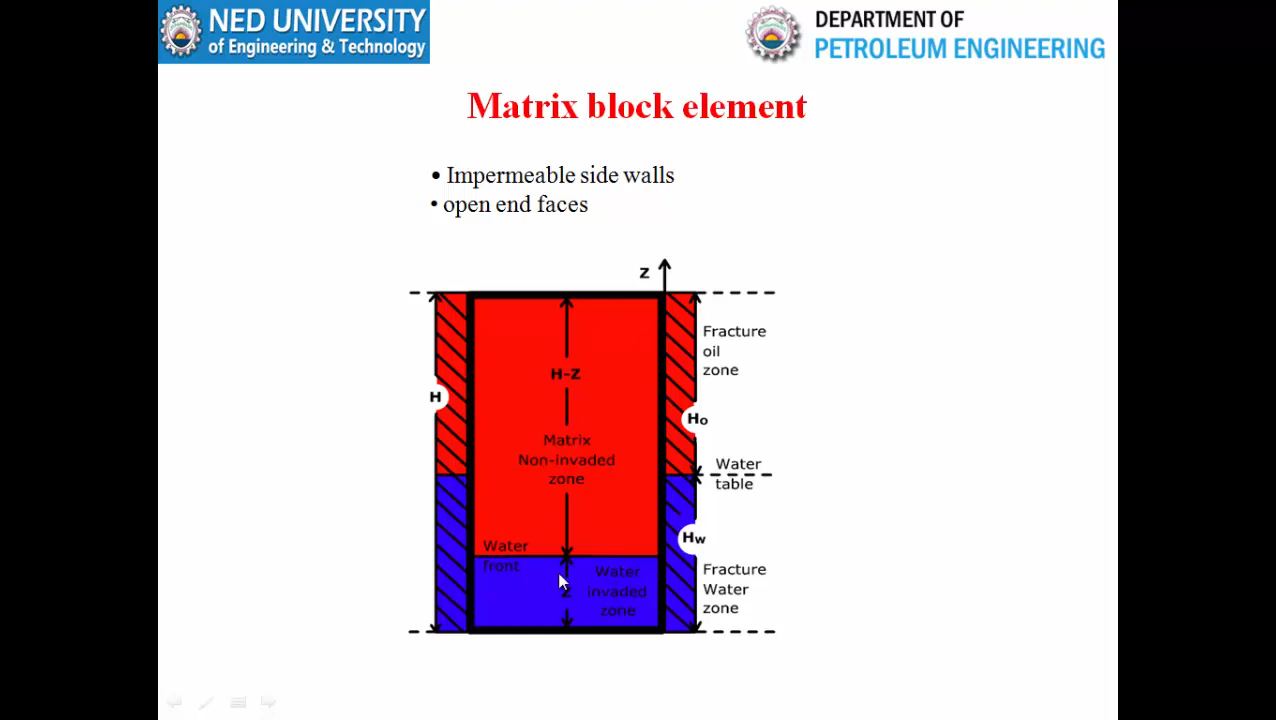 NED UNIVERSITY
of Engineering & Technology
DEPARTMENT OF
PETROLEUM ENGINEERING
Matrix block element
• Impermeable side walls
• open end faces
Z
H
H-Z
Matrix
Non-invaded
zone
Fracture
oil
zone
Ho
Water
table
Hw
Water
front
Z
Water
invaded
zone
Fracture
Water
zone